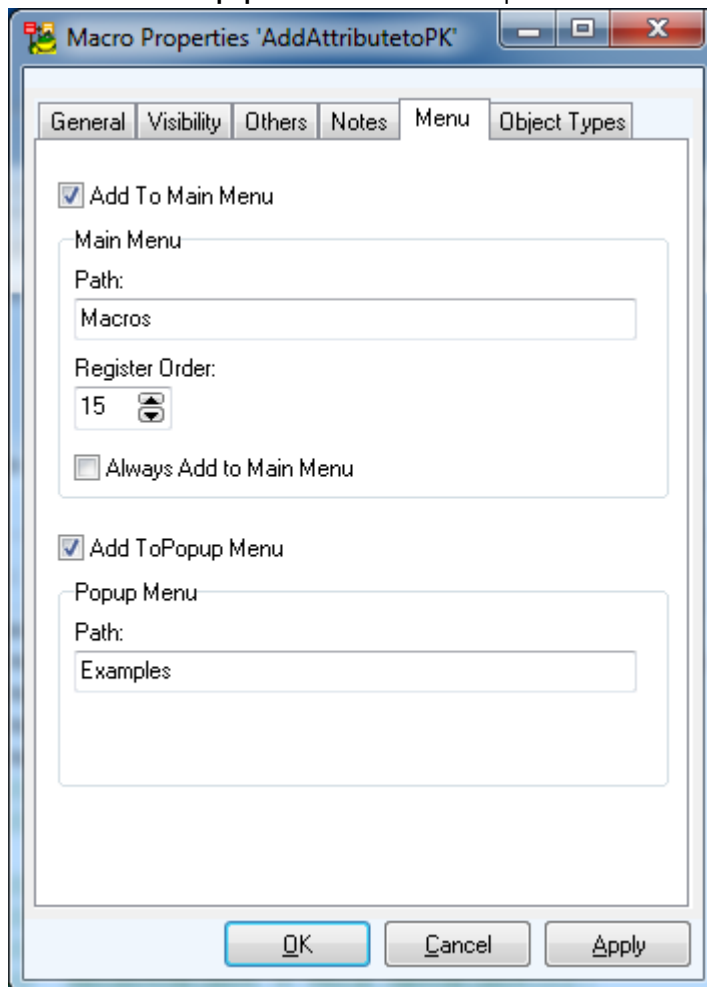 Macro Properties 'AddAttributetoPK'
General Visibility Others Notes Menu Object Types
Add To Main Menu
Main Menu
Path:
Macros
Register Order:
15
Always Add to Main Menu
Add ToPopup Menu
Popup Menu
Path:
Examples
OK Cancel Apply